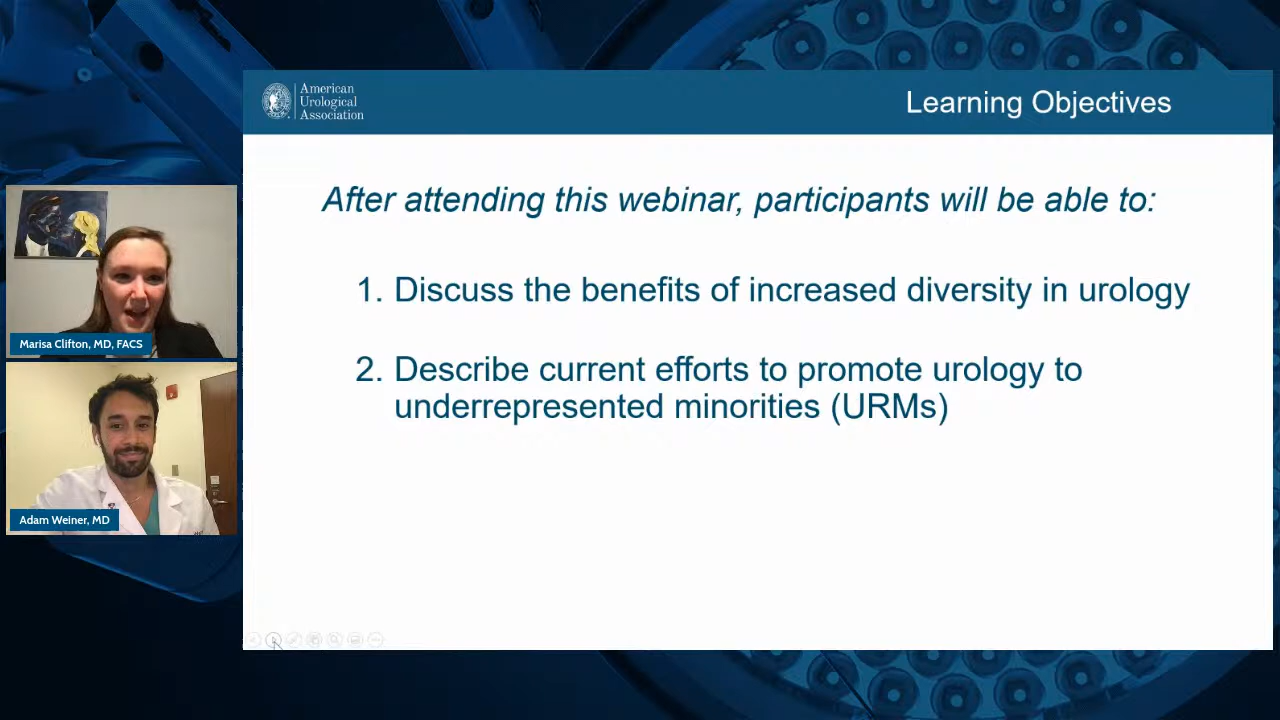 American
Urological
Association
Learning Objectives
After attending this webinar, participants will be able to:
1. Discuss the benefits of increased diversity in urology
2. Describe current efforts to promote urology to
underrepresented minorities (URMs)
Marisa Clifton, MD, FACS
Adam Weiner, MD